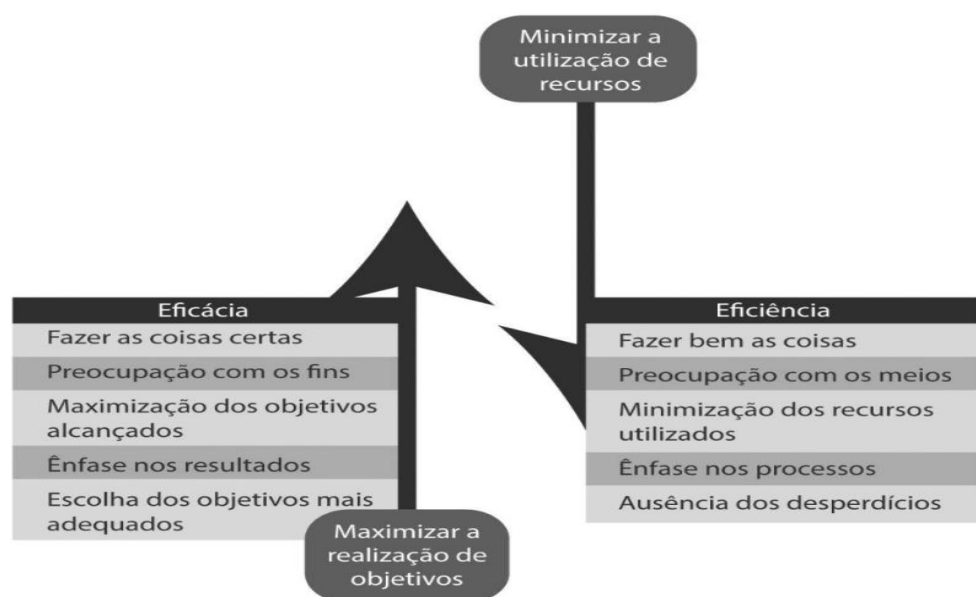 Minimizar a
utilização de
recursos
Eficácia
Fazer as coisas certas
Preocupação com os fins
Maximização dos objetivos
alcançados
Ênfase nos resultados
Escolha dos objetivos mais
adequados
Maximizar a
realização de
objetivos
Eficiência
Fazer bem as coisas
Preocupação com os meios
Minimização dos recursos
utilizados
Ênfase nos processos
Ausência dos desperdícios